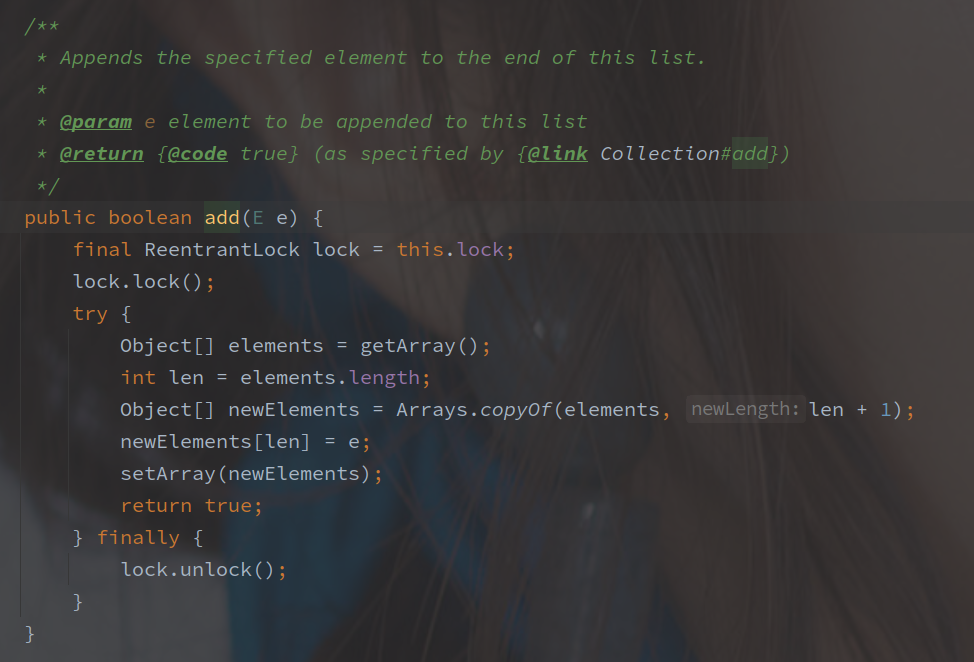 /**
 * Appends the specified element to the end of this list.
 *
 * @param e element to be appended to this list
 * @return {@code true} (as specified by {@link Collection#add})
 */
public boolean add(E e) {
    final ReentrantLock lock = this.lock;
    lock.lock();
    try {
        Object[] elements = getArray();
        int len = elements.length;
        Object[] newElements = Arrays.copyOf(elements, newLength: len + 1);
        newElements[len] = e;
        setArray(newElements);
        return true;
    } finally {
        lock.unlock();
    }
}